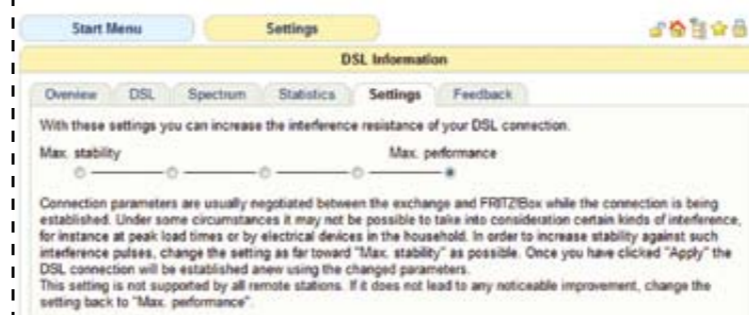 Start Menu Settings
DSL Information
Overview DSL Spectrum Statistics Settings Feedback
With these settings you can increase the interference resistance of your DSL connection.
Max. stability Max. performance
Connection parameters are usually negotiated between the exchange and FRITZ!Box while the connection is being
established. Under some circumstances it may not be possible to take into consideration certain kinds of interference,
for instance at peak load times or by electrical devices in the household. In order to increase stability against such
interference pulses, change the setting as far toward "Max. stability" as possible. Once you have clicked "Apply" the
DSL connection will be established anew using the changed parameters.
This setting is not supported by all remote stations. If it does not lead to any noticeable improvement, change the
setting back to "Max. performance".